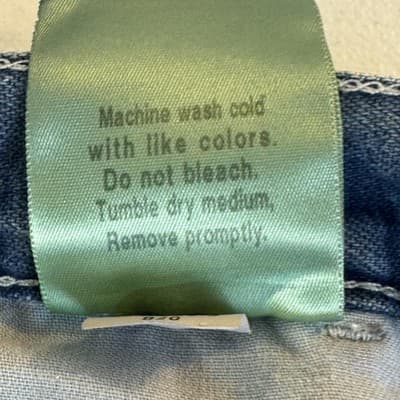 Machine wash cold
with like colors.
Do not bleach.
Tumble dry medium,
Remove promptly.